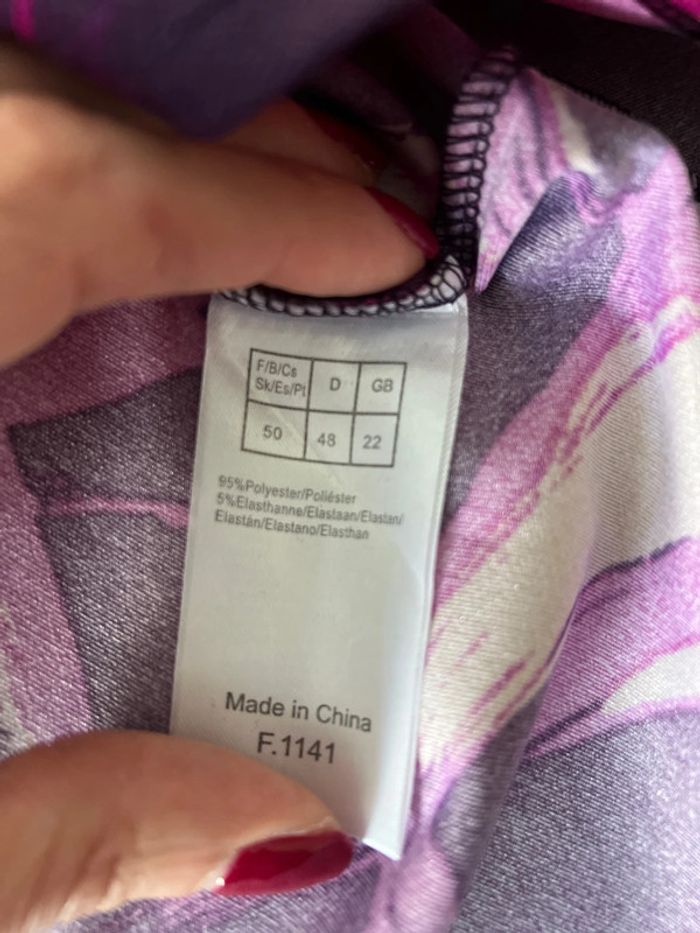 F/B/Cs D GB
Sk/Es/Pt
50 48 22
95%Polyester/Poliéster
5%Elasthanne/Elastaan/Elastan/
Elastán/Elastano/Elasthan
Made in China
F.1141